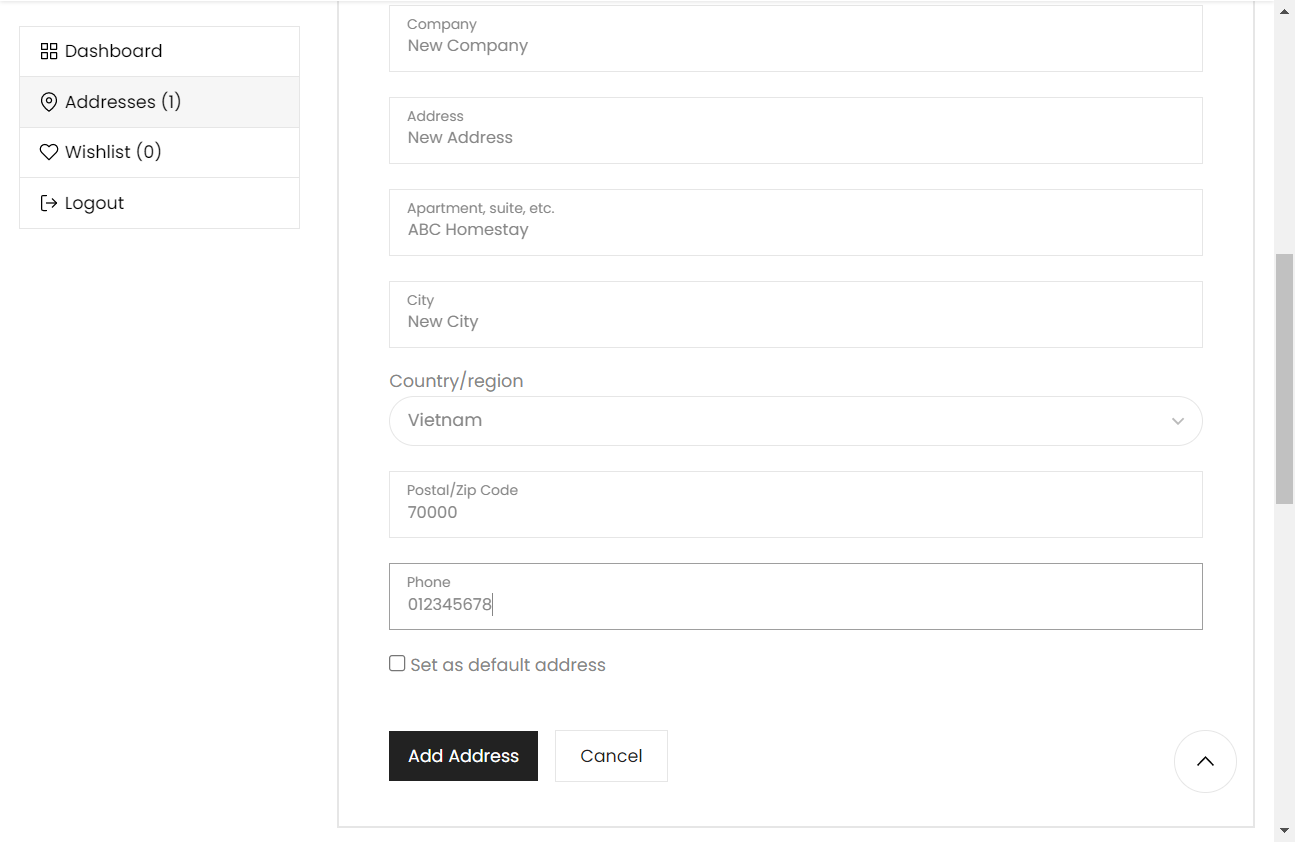 Dashboard
Addresses (1)
Wishlist (0)
Logout
Company
New Company
Address
New Address
Apartment, suite, etc.
ABC Homestay
City
New City
Country/region
Vietnam
Postal/Zip Code
70000
Phone
012345678
Set as default address
Add Address
Cancel